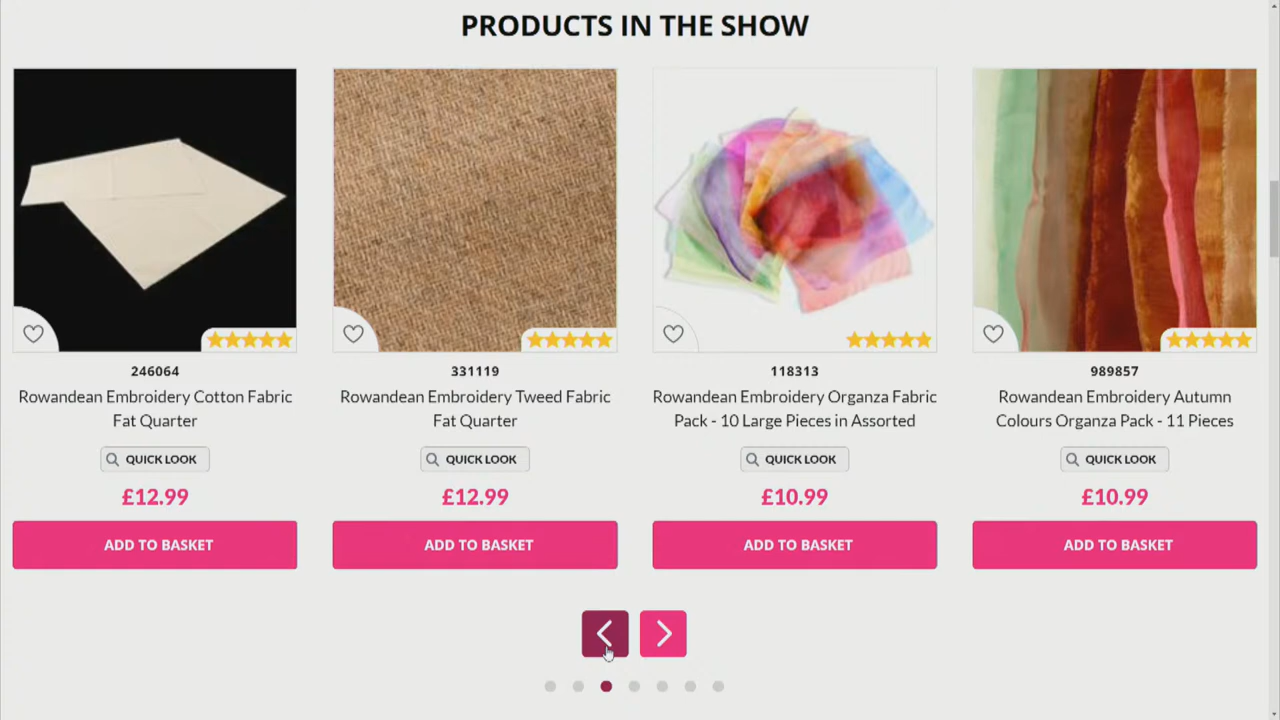 PRODUCTS IN THE SHOW
246064
Rowandean Embroidery Cotton Fabric
Fat Quarter
QUICK LOOK
£12.99
ADD TO BASKET
331119
Rowandean Embroidery Tweed Fabric
Fat Quarter
QUICK LOOK
£12.99
ADD TO BASKET
118313
Rowandean Embroidery Organza Fabric
Pack - 10 Large Pieces in Assorted
QUICK LOOK
£10.99
ADD TO BASKET
989857
Rowandean Embroidery Autumn
Colours Organza Pack - 11 Pieces
QUICK LOOK
£10.99
ADD TO BASKET